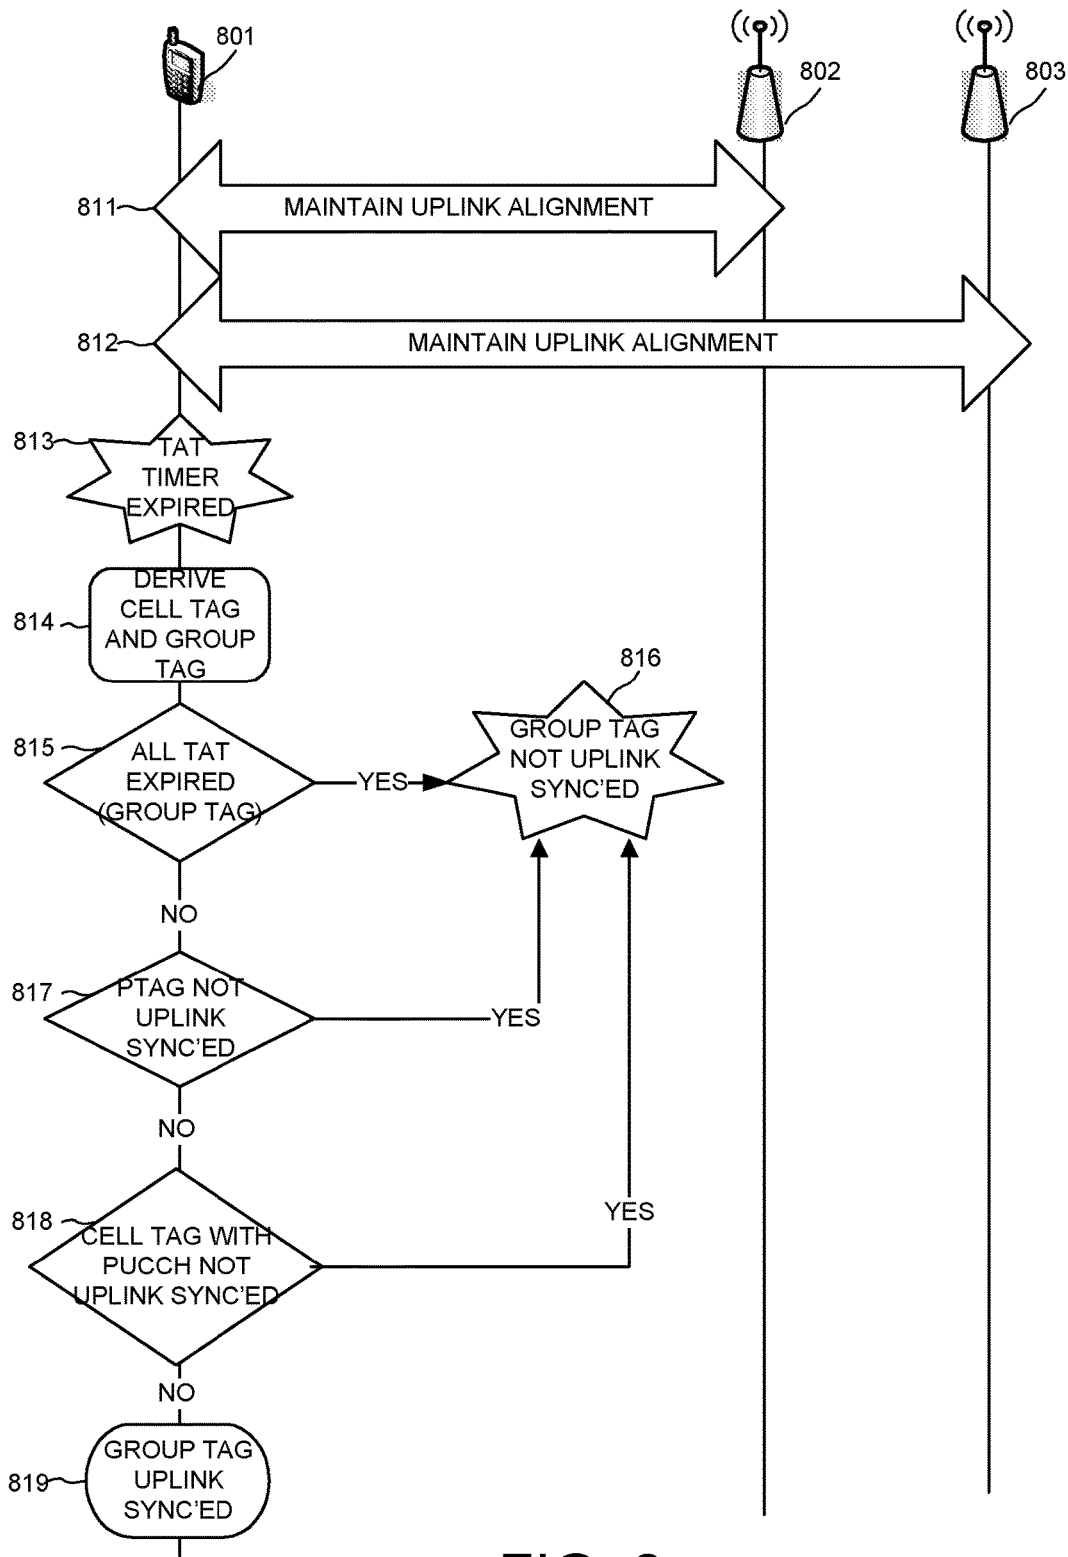 801
802
803
811
MAINTAIN UPLINK ALIGNMENT
812
MAINTAIN UPLINK ALIGNMENT
813
TAT
TIMER
EXPIRED
814
DERIVE
CELL TAG
AND GROUP
TAG
815
ALL TAT
EXPIRED
(GROUP TAG)
YES
816
GROUP TAG
NOT UPLINK
SYNC'ED
NO
817
PTAG NOT
UPLINK
SYNC'ED
YES
NO
818
CELL TAG WITH
PUCCH NOT
UPLINK SYNC'ED
YES
NO
819
GROUP TAG
UPLINK
SYNC'ED